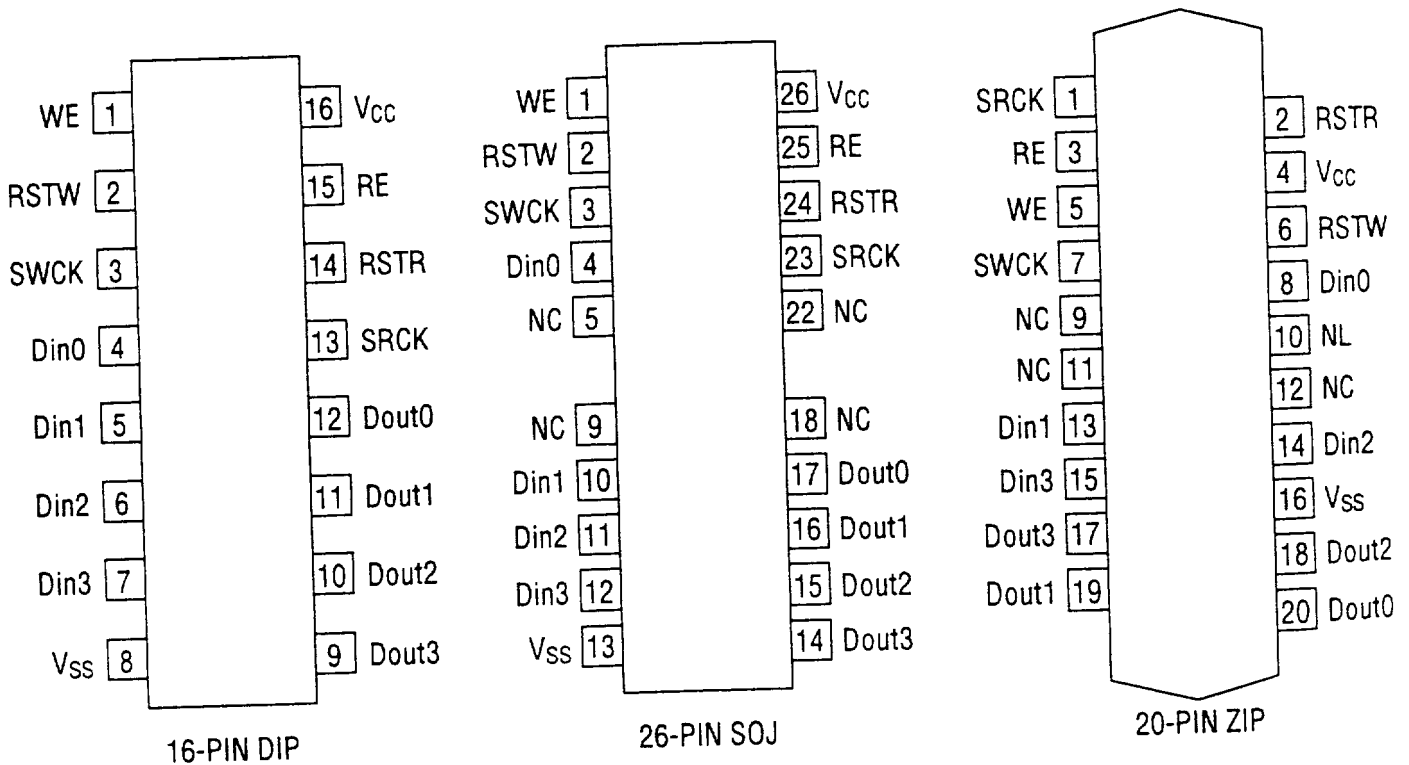 WE 1
16 VCC
RSTW 2
15 RE
SWCK 3
14 RSTR
Din0 4
13 SRCK
Din1 5
12 Dout0
Din2 6
11 Dout1
Din3 7
10 Dout2
VSS 8
9 Dout3
16-PIN DIP
WE 1
26 VCC
RSTW 2
25 RE
SWCK 3
24 RSTR
Din0 4
23 SRCK
NC 5
22 NC
NC 9
18 NC
Din1 10
17 Dout0
Din2 11
16 Dout1
Din3 12
15 Dout2
VSS 13
14 Dout3
26-PIN SOJ
SRCK 1
2 RSTR
RE 3
4 VCC
WE 5
6 RSTW
SWCK 7
8 Din0
NC 9
10 NL
NC 11
12 NC
Din1 13
14 Din2
Din3 15
16 VSS
Dout3 17
18 Dout2
Dout1 19
20 Dout0
20-PIN ZIP